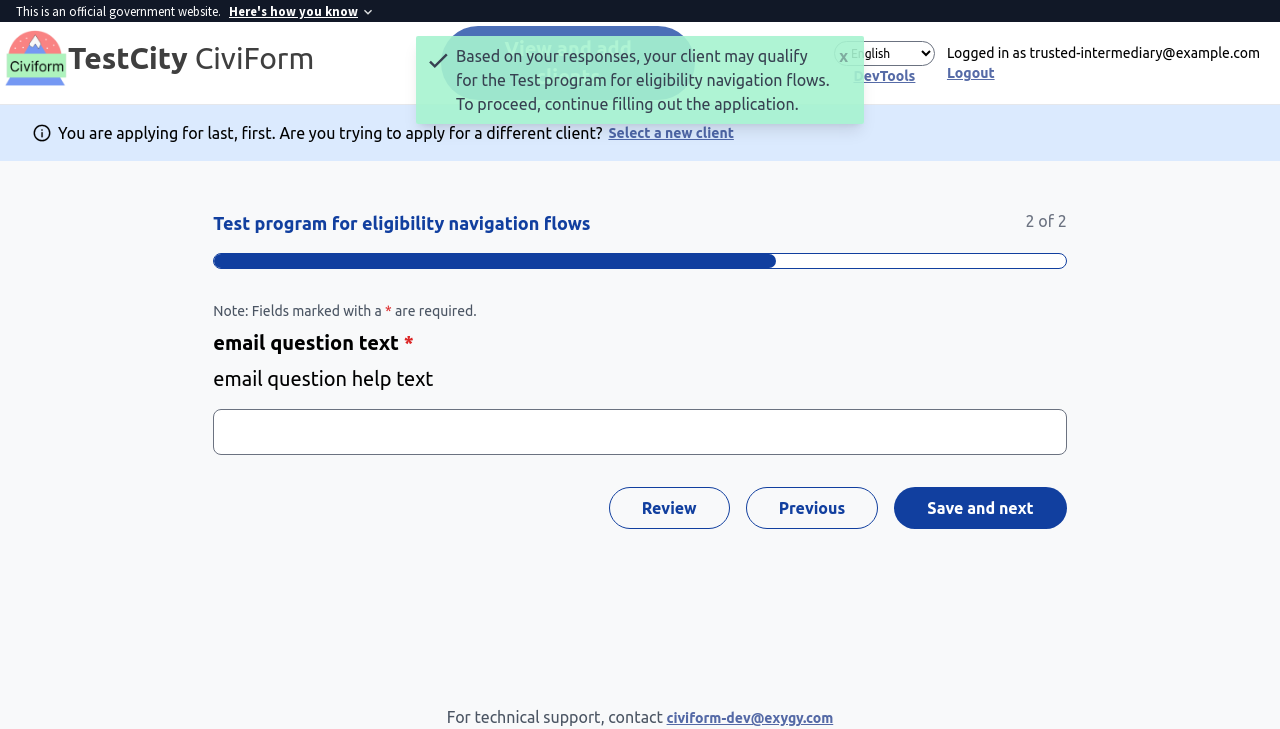 This is an official government website. Here's how you know
Civiform
TestCity CiviForm
View and add
Based on your responses, your client may qualify
for the Test program for eligibility navigation flows.
To proceed, continue filling out the application.
x
English
DevTools
Logged in as trusted-intermediary@example.com
Logout
You are applying for last, first. Are you trying to apply for a different client? Select a new client
Test program for eligibility navigation flows
2 of 2
Note: Fields marked with a * are required.
email question text *
email question help text
Review
Previous
Save and next
For technical support, contact civiform-dev@exygy.com